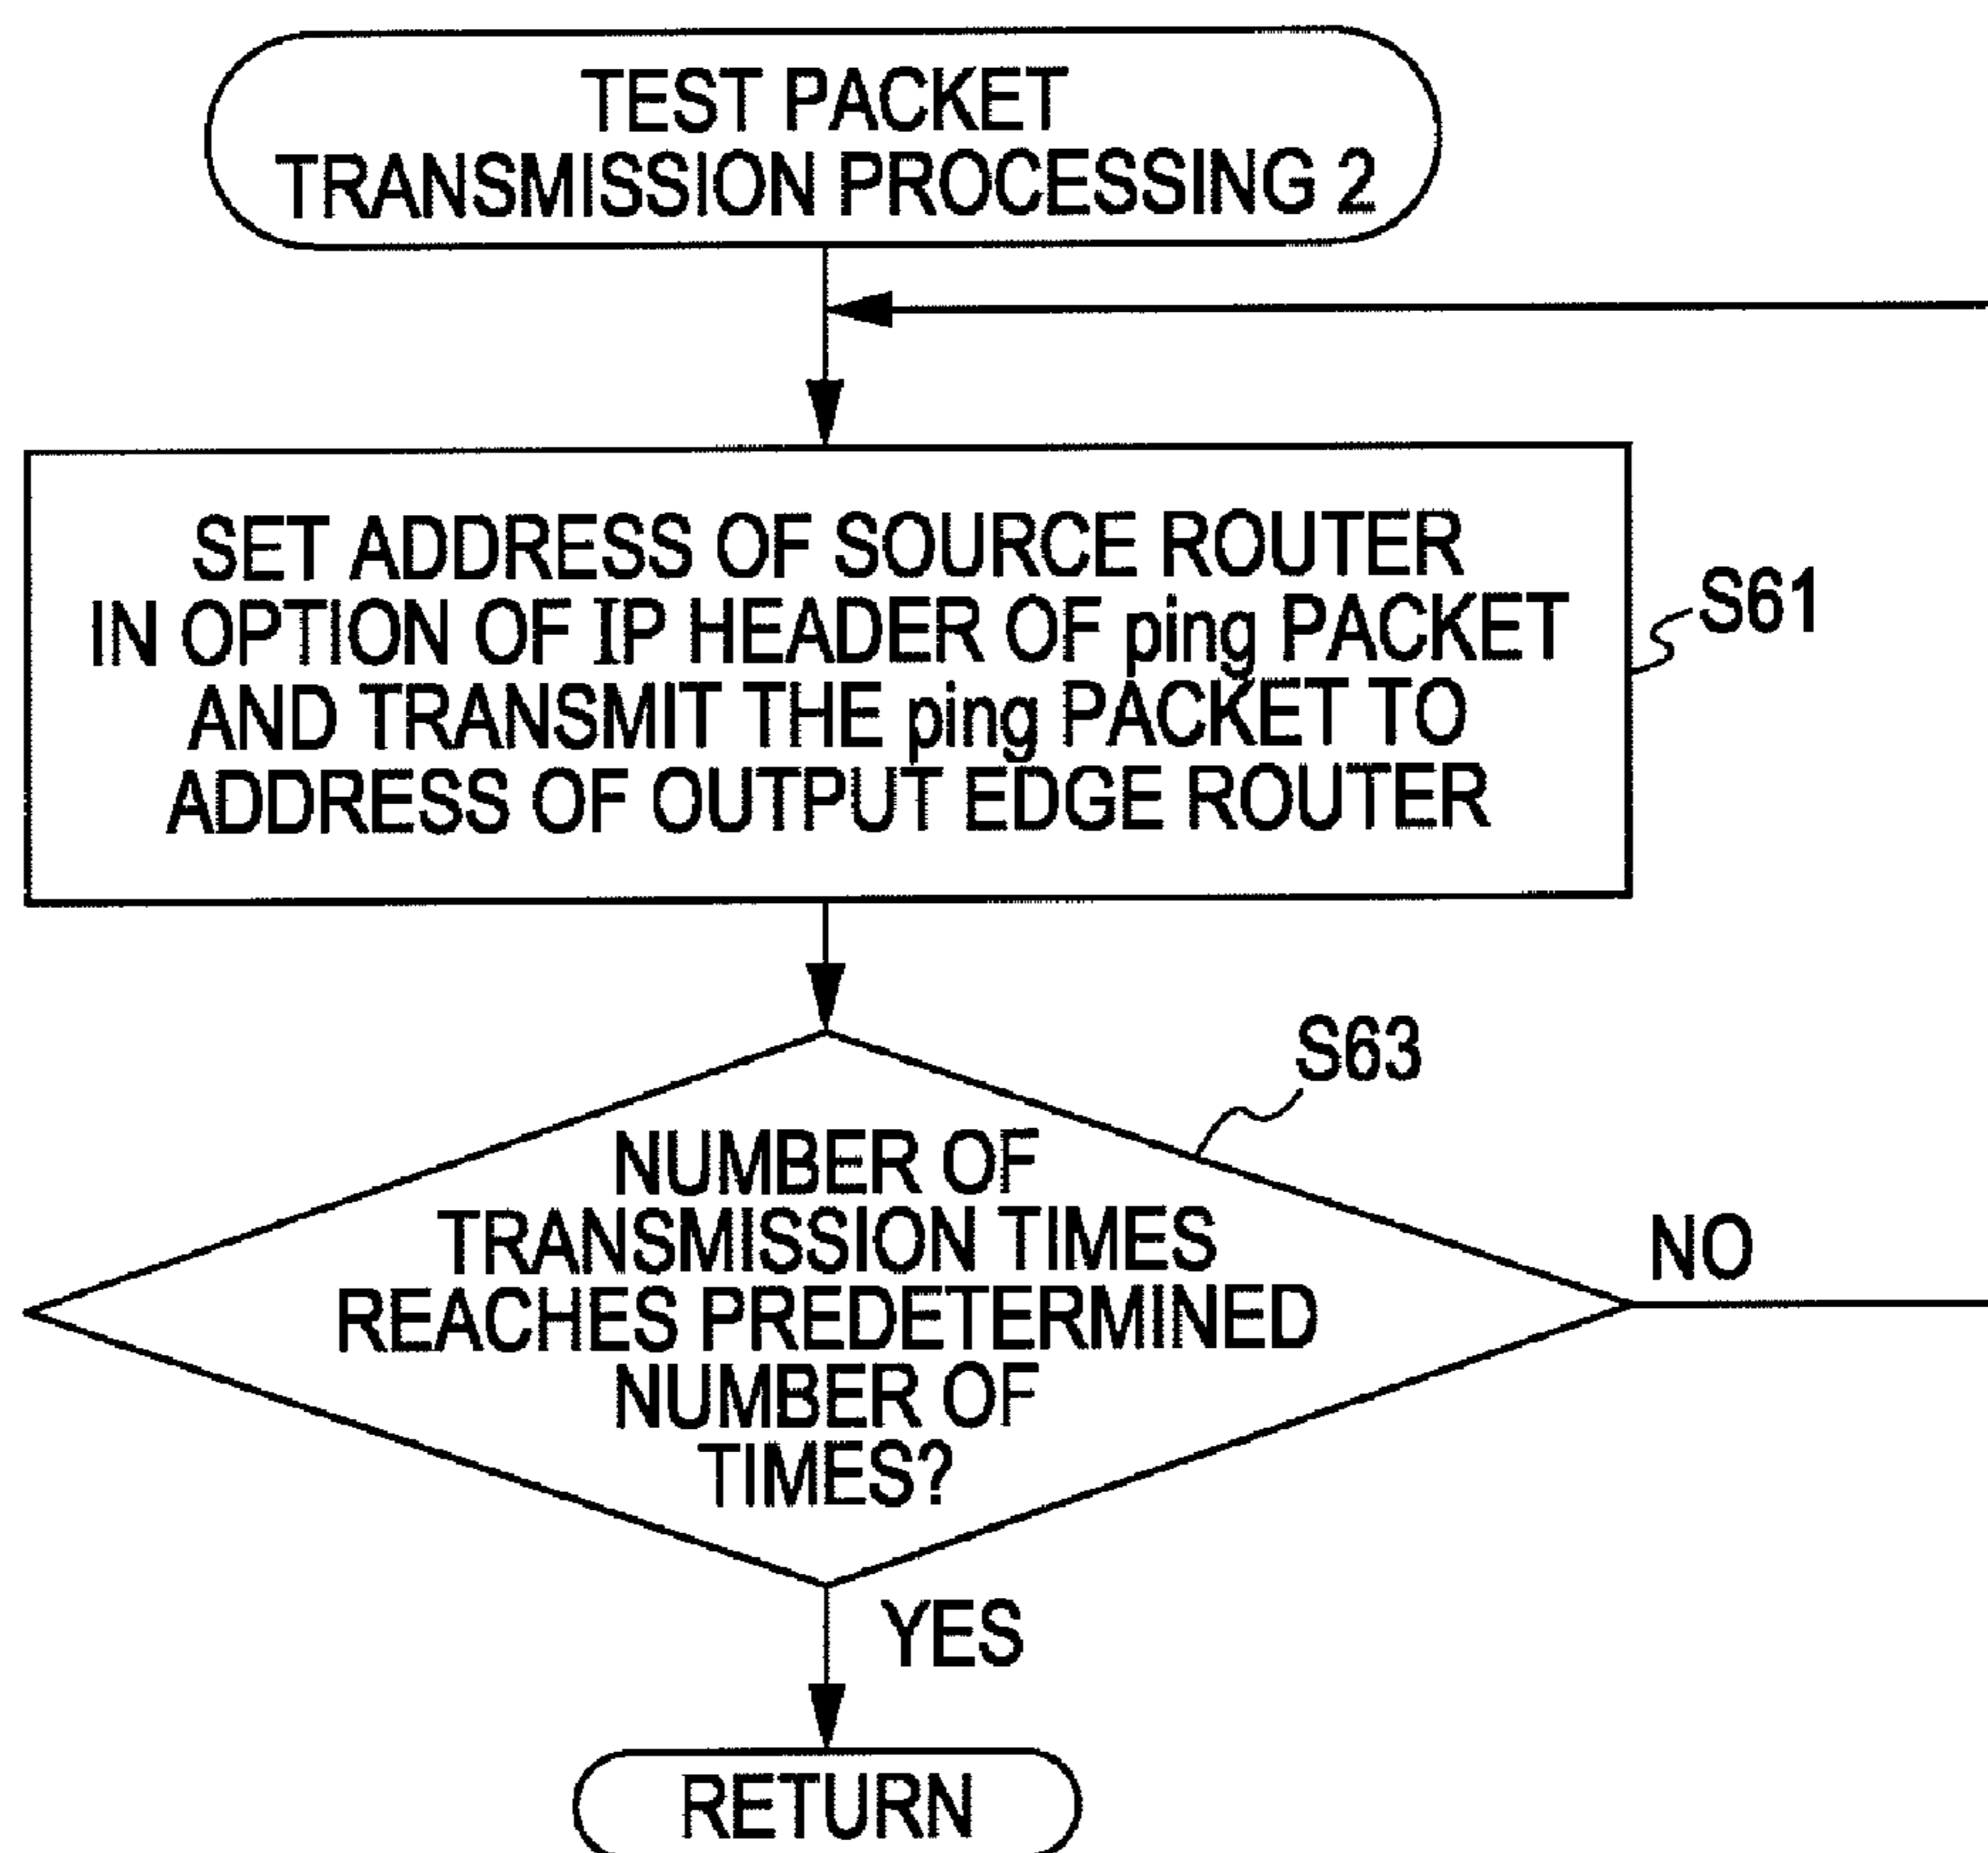 TEST PACKET
TRANSMISSION PROCESSING 2
SET ADDRESS OF SOURCE ROUTER
IN OPTION OF IP HEADER OF ping PACKET
AND TRANSMIT THE ping PACKET TO
ADDRESS OF OUTPUT EDGE ROUTER
S61
S63
NUMBER OF
TRANSMISSION TIMES
REACHES PREDETERMINED
NUMBER OF
TIMES?
NO
YES
RETURN